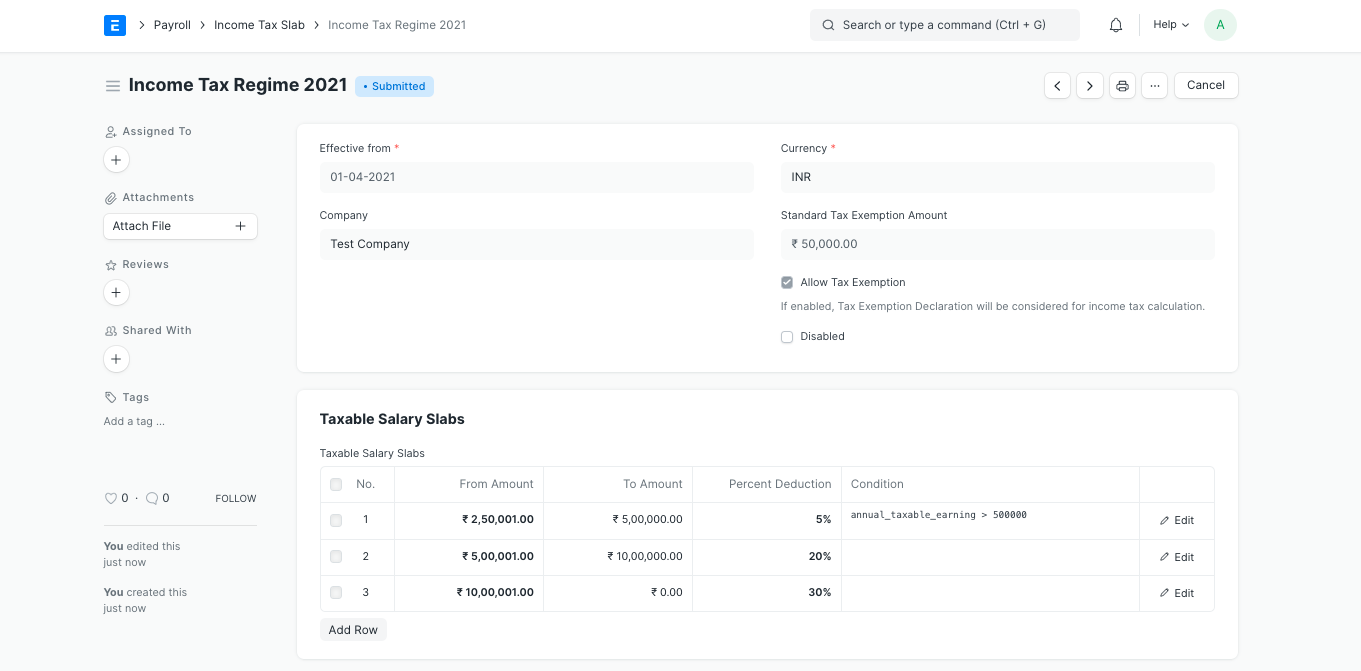 E > Payroll > Income Tax Slab > Income Tax Regime 2021
Search or type a command (Ctrl + G)
Help
A
Income Tax Regime 2021
• Submitted
...
Cancel
Assigned To
+
Attachments
Attach File +
Reviews
+
Shared With
+
Tags
Add a tag ...
0 · 0 FOLLOW
You edited this
just now
You created this
just now
Effective from *
01-04-2021
Company
Test Company
Currency *
INR
Standard Tax Exemption Amount
₹ 50,000.00
Allow Tax Exemption
If enabled, Tax Exemption Declaration will be considered for income tax calculation.
Disabled
Taxable Salary Slabs
Taxable Salary Slabs
No. From Amount To Amount Percent Deduction Condition
1 ₹ 2,50,001.00 ₹ 5,00,000.00 5% annual_taxable_earning > 500000 Edit
2 ₹ 5,00,001.00 ₹ 10,00,000.00 20% Edit
3 ₹ 10,00,001.00 ₹ 0.00 30% Edit
Add Row